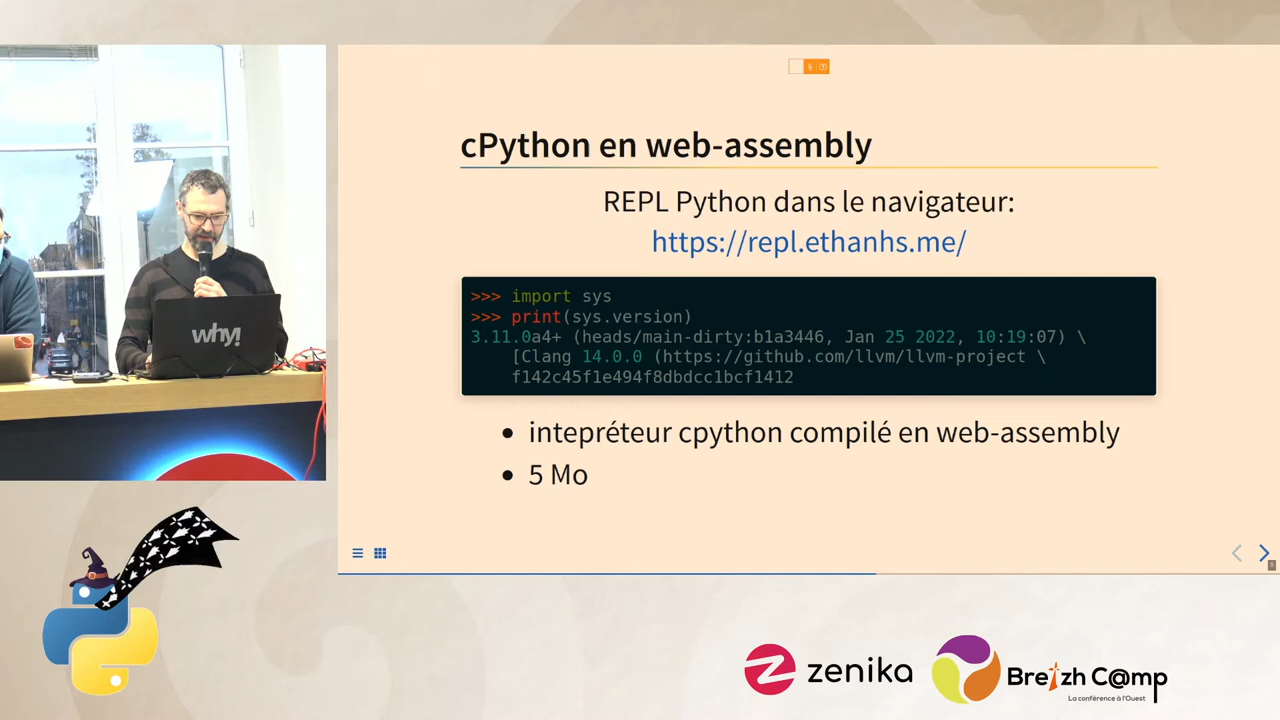 cPython en web-assembly
REPL Python dans le navigateur:
https://repl.ethanhs.me/
>>> import sys
>>> print(sys.version)
3.11.0a4+ (heads/main-dirty:b1a3446, Jan 25 2022, 10:19:07) \
[Clang 14.0.0 (https://github.com/llvm/llvm-project \
f142c45f1e494f8dbdcc1bcf1412
intepréteur cpython compilé en web-assembly
5 Mo
why!
zenika
Breizh C@mp
La conférence à l'Ouest